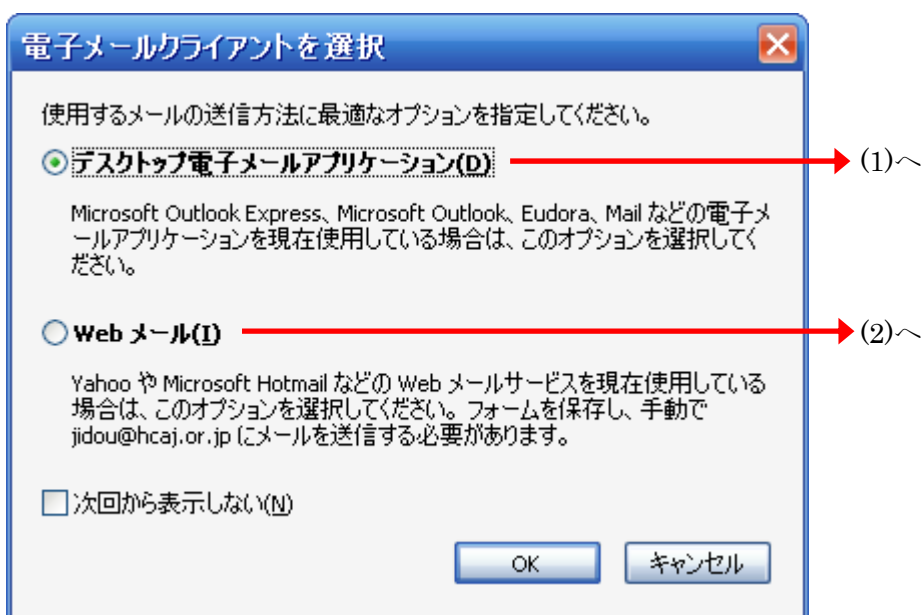 電子メールクライアントを選択
使用するメールの送信方法に最適なオプションを指定してください。
デスクトップ電子メールアプリケーション(D)
(1)へ
Microsoft Outlook Express、Microsoft Outlook、Eudora、Mail などの電子メ
ールアプリケーションを現在使用している場合は、このオプションを選択してく
ださい。
Web メール(I)
(2)へ
Yahoo や Microsoft Hotmail などの Web メールサービスを現在使用している
場合は、このオプションを選択してください。フォームを保存し、手動で
jidou@hcaj.or.jp にメールを送信する必要があります。
次回から表示しない(N)
OK
キャンセル